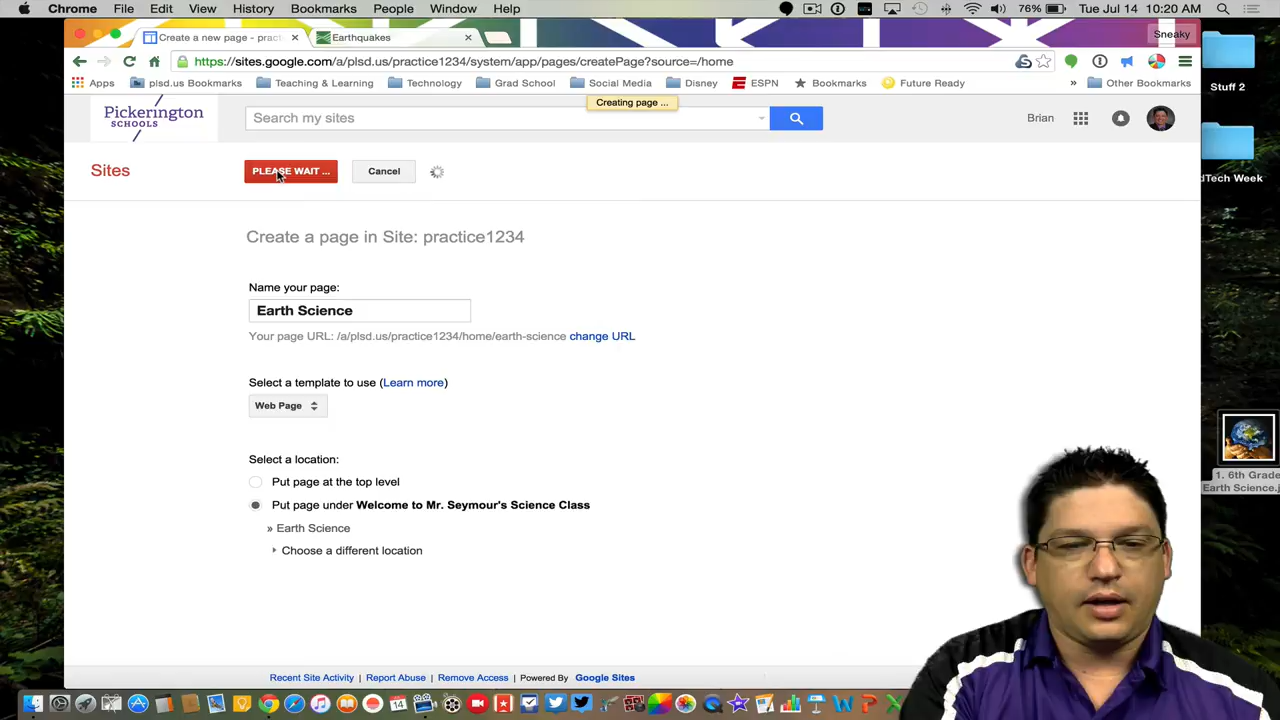 Chrome File Edit View History Bookmarks People Window Help 76% Tue Jul 14 10:20 AM
Create a new page - prac Earthquakes Sneaky
https://sites.google.com/a/plsd.us/practice1234/system/app/pages/createPage?source=/home
Apps plsd.us Bookmarks Teaching & Learning Technology Grad School Social Media Disney ESPN Bookmarks Future Ready » Other Bookmarks
Stuff 2
Creating page ...
Pickerington
SCHOOLS
Search my sites
Brian
Sites
PLEASE WAIT ...
Cancel
dTech Week
Create a page in Site: practice1234
Name your page:
Earth Science
Your page URL: /a/plsd.us/practice1234/home/earth-science change URL
Select a template to use (Learn more)
Web Page
Select a location:
Put page at the top level
Put page under Welcome to Mr. Seymour's Science Class
» Earth Science
Choose a different location
1. 6th Grade
Earth Science.j
Recent Site Activity | Report Abuse | Remove Access | Powered By Google Sites